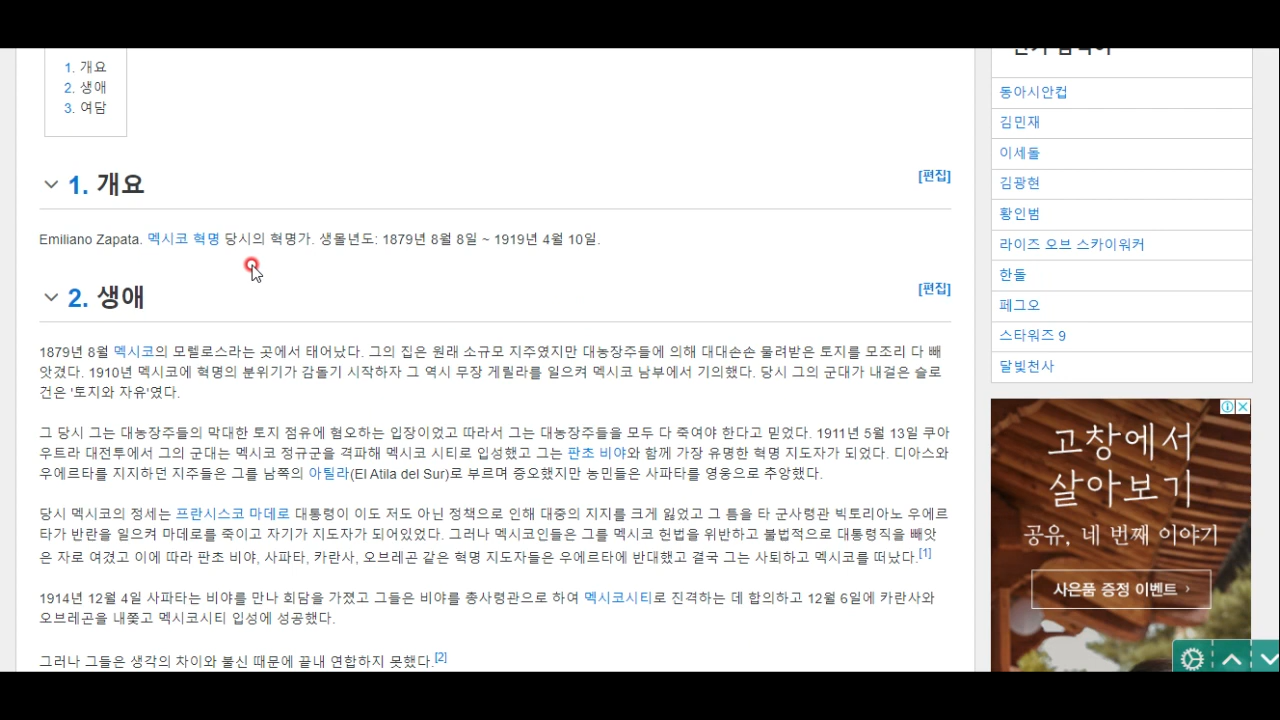 1. 개요
2. 생애
3. 여담
1. 개요
[편집]
Emiliano Zapata. 멕시코 혁명 당시의 혁명가. 생몰년도: 1879년 8월 8일 ~ 1919년 4월 10일.
2. 생애
[편집]
1879년 8월 멕시코의 모렐로스라는 곳에서 태어났다. 그의 집은 원래 소규모 지주였지만 대농장주들에 의해 대대손손 물려받은 토지를 모조리 다 빼
앗겼다. 1910년 멕시코에 혁명의 분위기가 감돌기 시작하자 그 역시 무장 게릴라를 일으켜 멕시코 남부에서 기의했다. 당시 그의 군대가 내걸은 슬로
건은 '토지와 자유'였다.
그 당시 그는 대농장주들의 막대한 토지 점유에 혐오하는 입장이었고 따라서 그는 대농장주들을 모두 다 죽여야 한다고 믿었다. 1911년 5월 13일 쿠아
우트라 대전투에서 그의 군대는 멕시코 정규군을 격파해 멕시코 시티로 입성했고 그는 판초 비야와 함께 가장 유명한 혁명 지도자가 되었다. 디아스와
우에르타를 지지하던 지주들은 그를 남쪽의 아틸라(El Atila del Sur)로 부르며 증오했지만 농민들은 사파타를 영웅으로 추앙했다.
당시 멕시코의 정세는 프란시스코 마데로 대통령이 이도 저도 아닌 정책으로 인해 대중의 지지를 크게 잃었고 그 틈을 타 군사령관 빅토리아노 우에르
타가 반란을 일으켜 마데로를 죽이고 자기가 지도자가 되어있었다. 그러나 멕시코인들은 그를 멕시코 헌법을 위반하고 불법적으로 대통령직을 빼앗
은 자로 여겼고 이에 따라 판초 비야, 사파타, 카란사, 오브레곤 같은 혁명 지도자들은 우에르타에 반대했고 결국 그는 사퇴하고 멕시코를 떠났다.[1]
1914년 12월 4일 사파타는 비야를 만나 회담을 가졌고 그들은 비야를 총사령관으로 하여 멕시코시티로 진격하는 데 합의하고 12월 6일에 카란사와
오브레곤을 내쫓고 멕시코시티 입성에 성공했다.
그러나 그들은 생각의 차이와 불신 때문에 끝내 연합하지 못했다.[2]
동아시안컵
김민재
이세돌
김광현
황인범
라이즈 오브 스카이워커
한돌
페그오
스타워즈 9
달빛천사
고창에서
살아보기
공유, 네 번째 이야기
사은품 증정 이벤트 ›